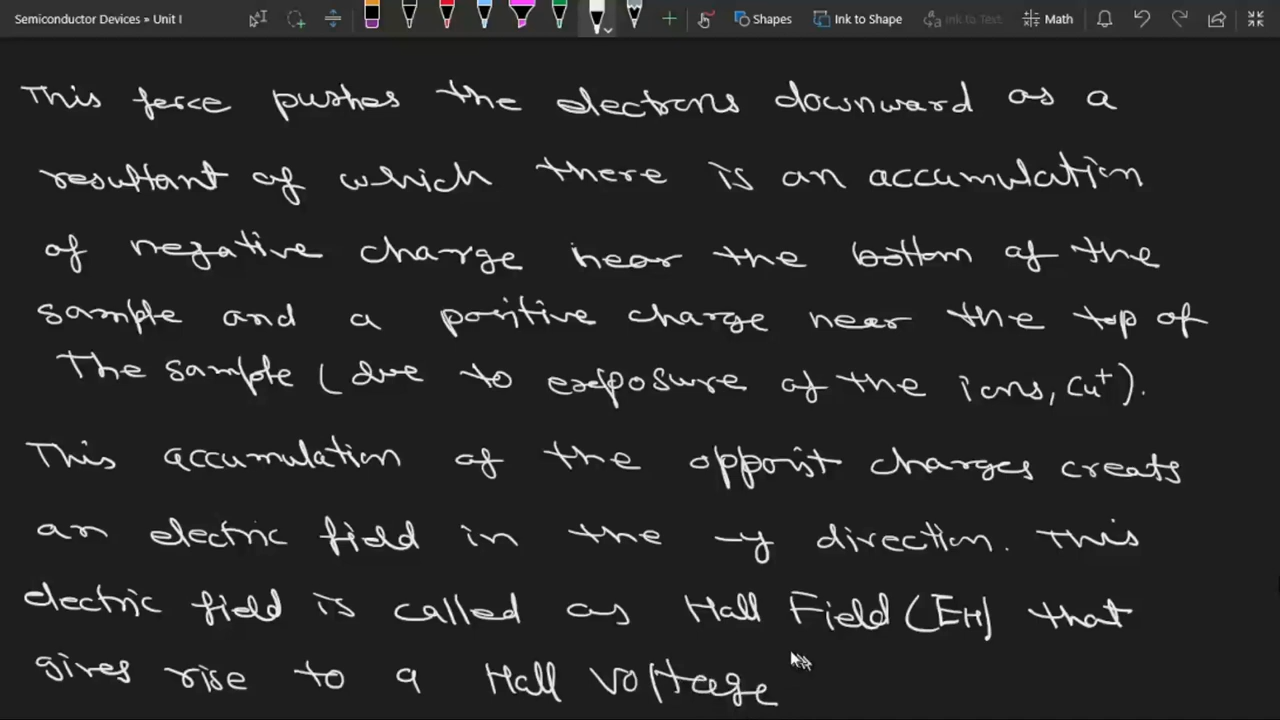 Semiconductor Devices » Unit I
Shapes Ink to Shape Ink to Text Math
This force pushes the electrons downward as a
resultant of which there is an accumulation
of negative charge near the bottom of the
sample and a positive charge near the top of
The sample (due to exposure of the ions, Cu⁺).
This accumulation of the opposit charges creats
an electric field in the -y direction. This
electric field is called as Hall Field (EH) that
gives rise to a Hall Voltage